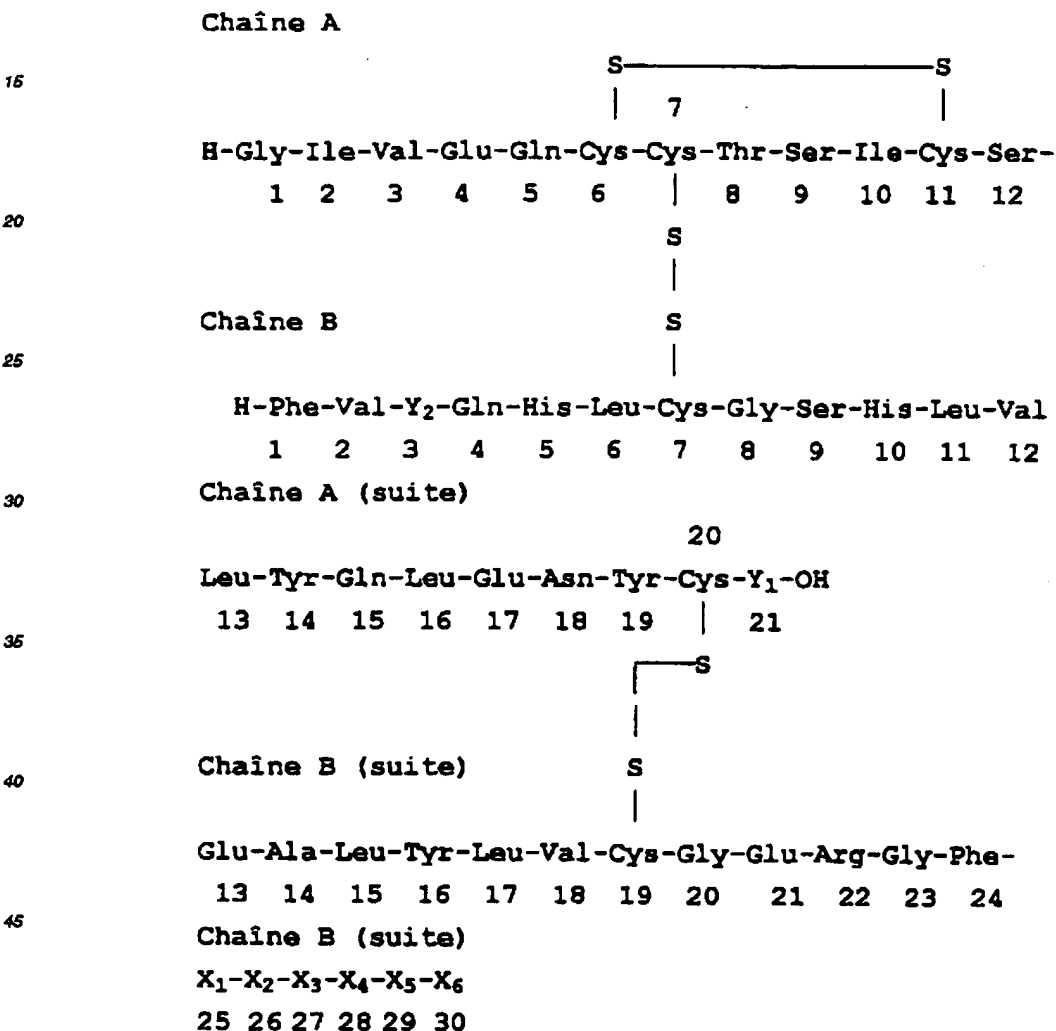 Chaîne A
15 S S
7
H-Gly-Ile-Val-Glu-Gln-Cys-Cys-Thr-Ser-Ile-Cys-Ser-
1 2 3 4 5 6 8 9 10 11 12
20 S
Chaîne B S
25
H-Phe-Val-Y₂-Gln-His-Leu-Cys-Gly-Ser-His-Leu-Val
1 2 3 4 5 6 7 8 9 10 11 12
30 Chaîne A (suite)
20
Leu-Tyr-Gln-Leu-Glu-Asn-Tyr-Cys-Y₁-OH
13 14 15 16 17 18 19 21
35 S
Chaîne B (suite) S
40
Glu-Ala-Leu-Tyr-Leu-Val-Cys-Gly-Glu-Arg-Gly-Phe-
13 14 15 16 17 18 19 20 21 22 23 24
45 Chaîne B (suite)
X₁-X₂-X₃-X₄-X₅-X₆
25 26 27 28 29 30